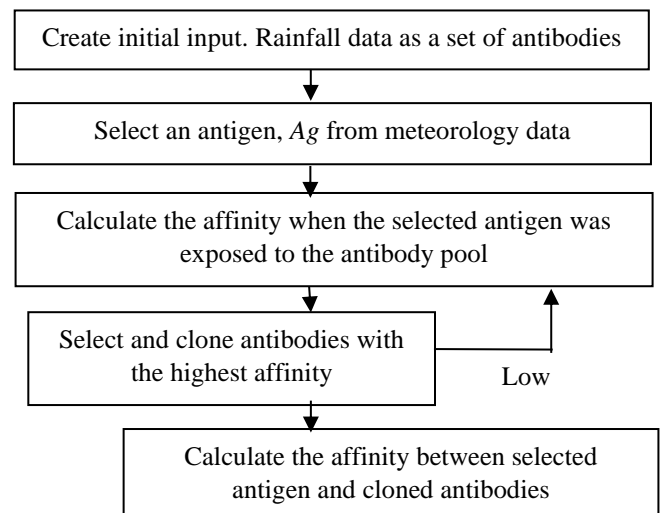 Create initial input. Rainfall data as a set of antibodies
Select an antigen, Ag from meteorology data
Calculate the affinity when the selected antigen was
exposed to the antibody pool
Select and clone antibodies with
the highest affinity
Low
Calculate the affinity between selected
antigen and cloned antibodies